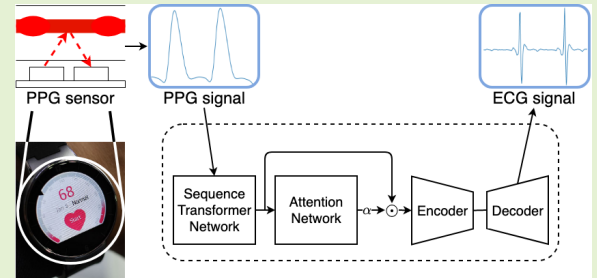 PPG sensor
PPG signal
ECG signal
68
Normal
Start
Sequence
Transformer
Network
Attention
Network
α
Encoder
Decoder